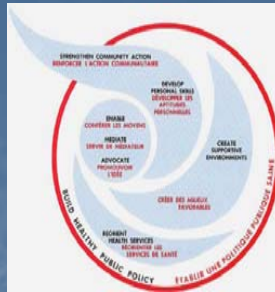 STRENGTHEN COMMUNITY ACTION
RENFORCER L'ACTION COMMUNAUTAIRE
DEVELOP
PERSONAL SKILLS
DÉVELOPPER LES
APTITUDES
PERSONNELLES
ENABLE
CONFÉRER LES MOYENS
MEDIATE
SERVIR DE MÉDIATEUR
ADVOCATE
PROMOUVOIR
L'IDÉE
CREATE
SUPPORTIVE
ENVIRONMENTS
CRÉER DES MILIEUX
FAVORABLES
REORIENT
HEALTH SERVICES
RÉORIENTER LES
SERVICES DE SANTÉ
BUILD HEALTHY PUBLIC POLICY
ÉTABLIR UNE POLITIQUE PUBLIQUE SAINE